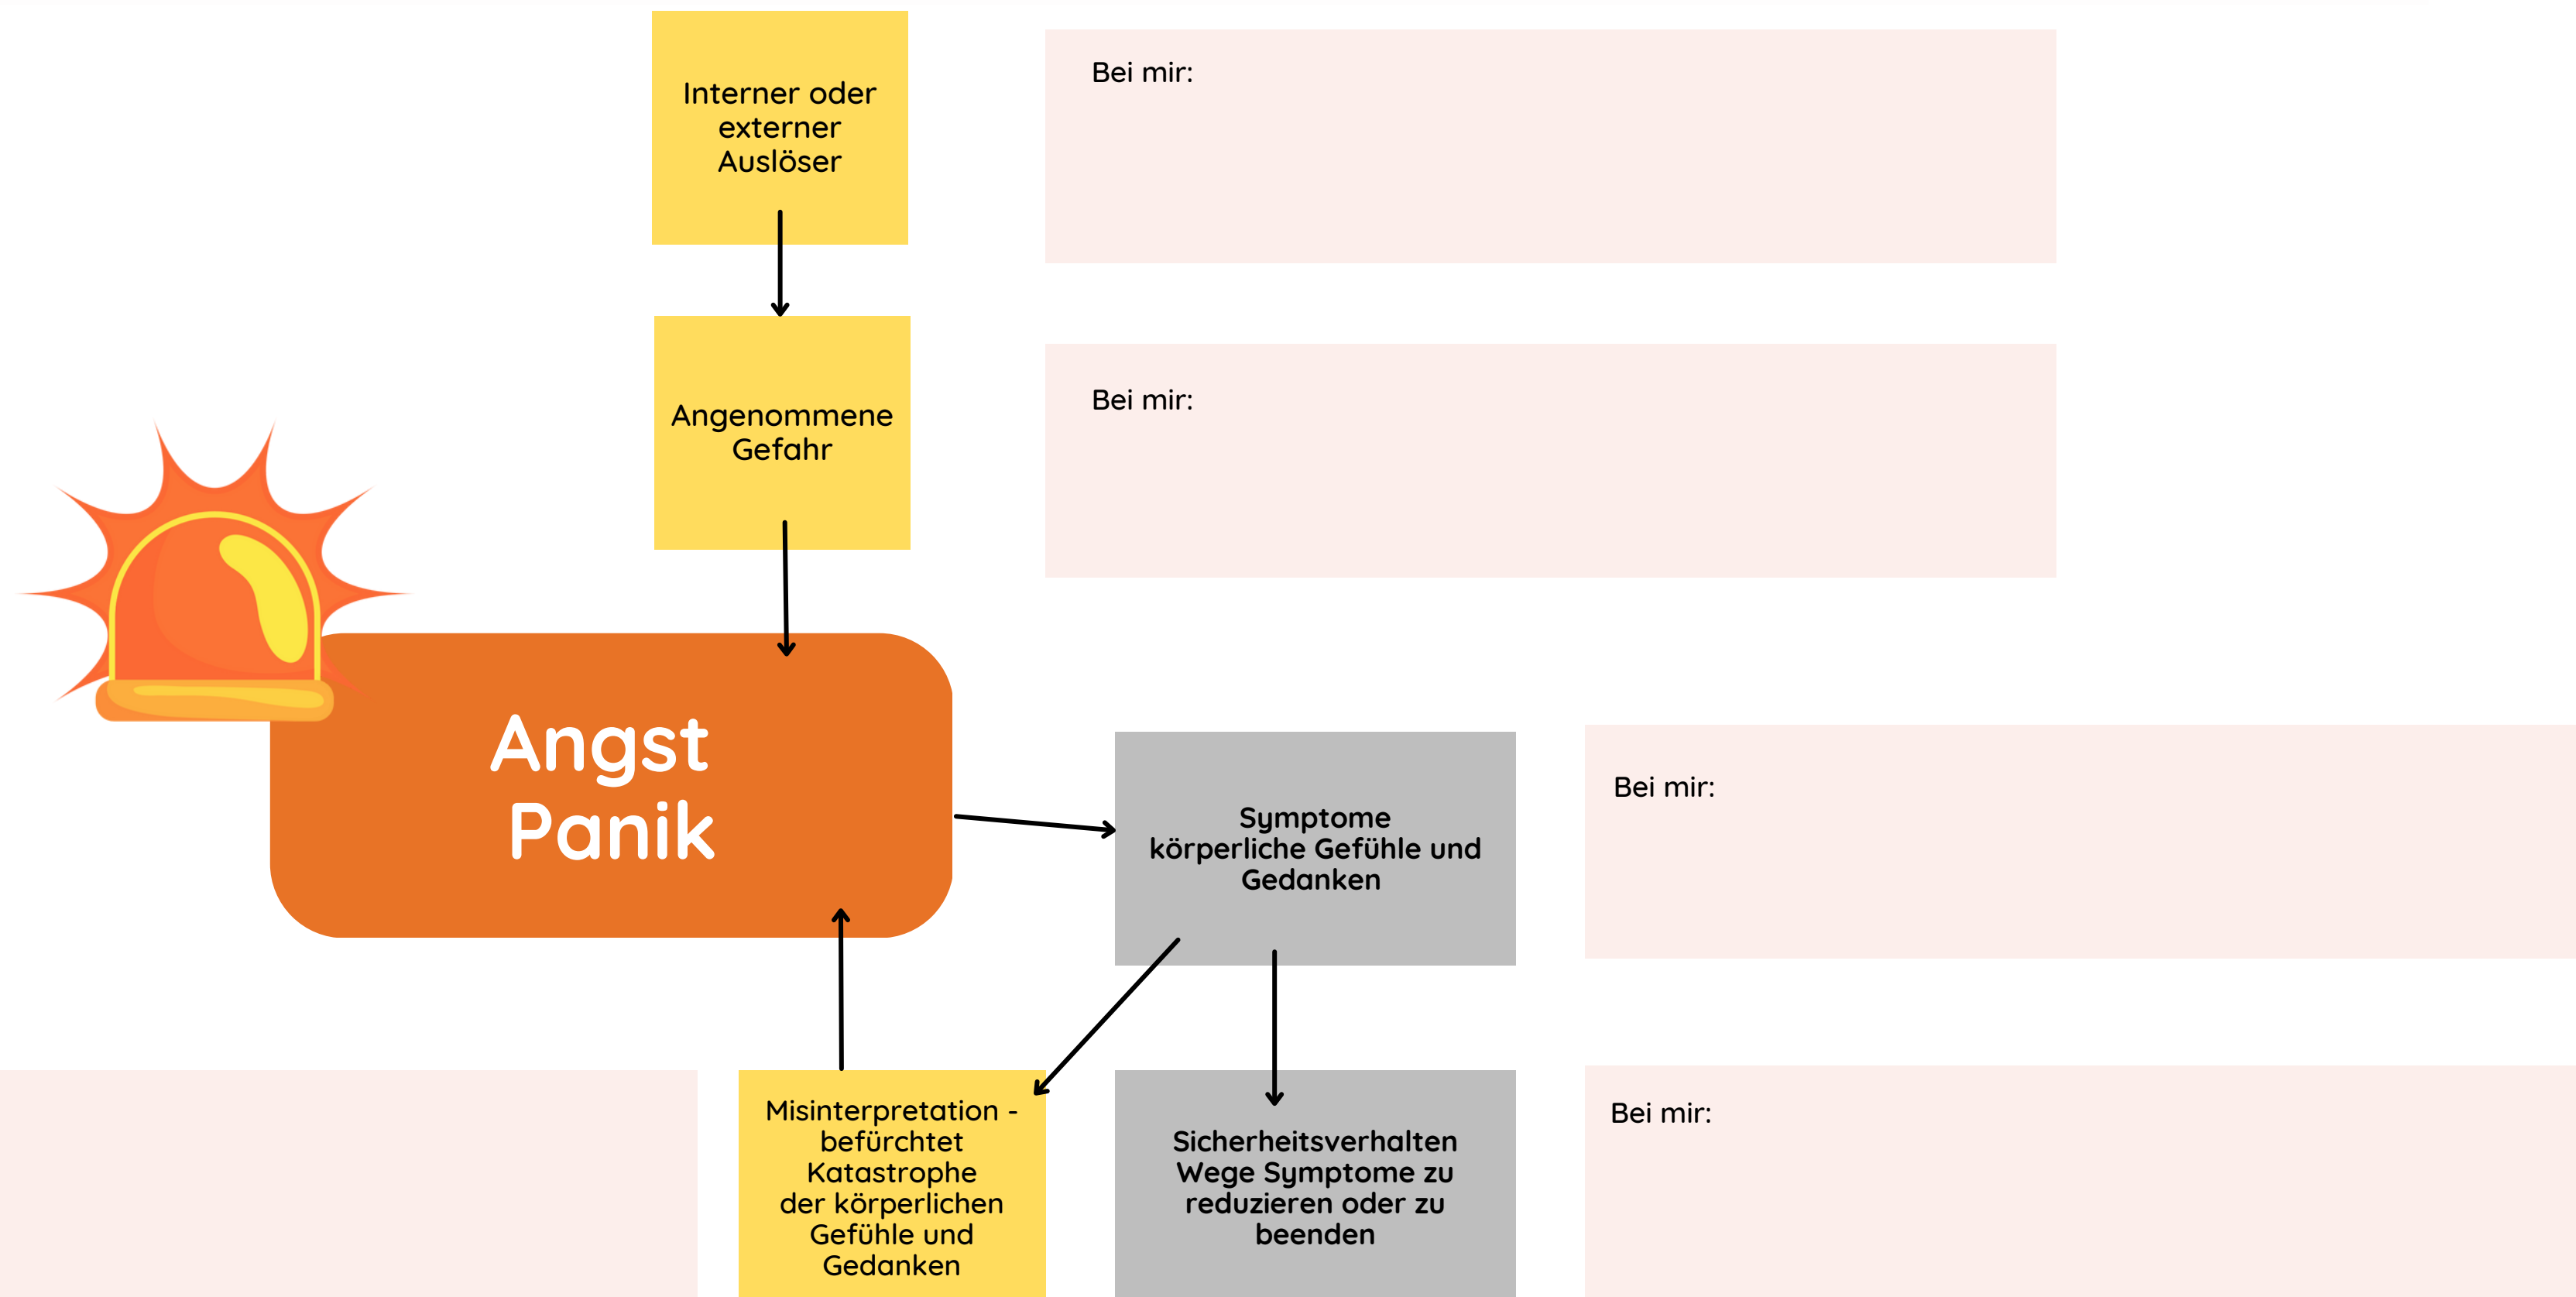 Interner oder
externer
Auslöser
Bei mir:
Angenommene
Gefahr
Bei mir:
Angst
Panik
Symptome
körperliche Gefühle und
Gedanken
Bei mir:
Misinterpretation -
befürchtet
Katastrophe
der körperlichen
Gefühle und
Gedanken
Sicherheitsverhalten
Wege Symptome zu
reduzieren oder zu
beenden
Bei mir: